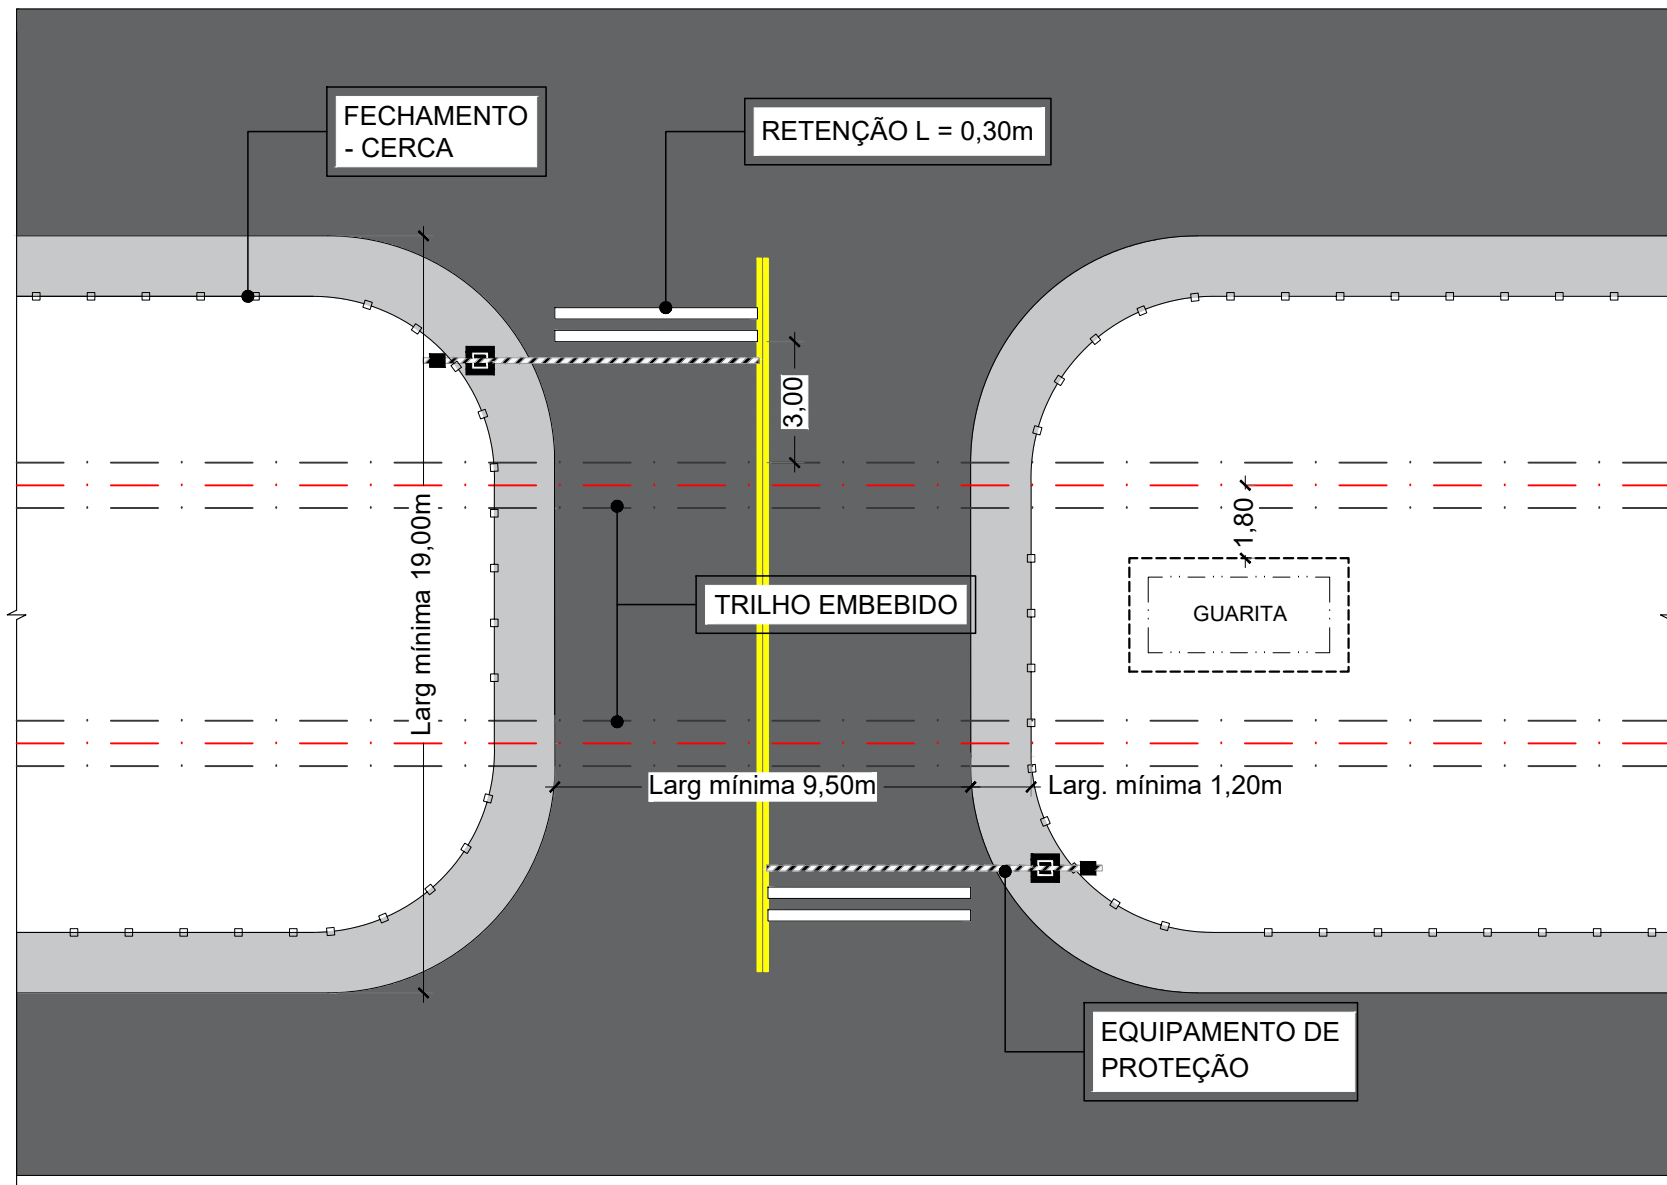 FECHAMENTO
- CERCA
RETENÇÃO L = 0,30m
3,00
Larg mínima 19,00m
1,80
TRILHO EMBEBIDO
GUARITA
Larg mínima 9,50m
Larg. mínima 1,20m
EQUIPAMENTO DE
PROTEÇÃO